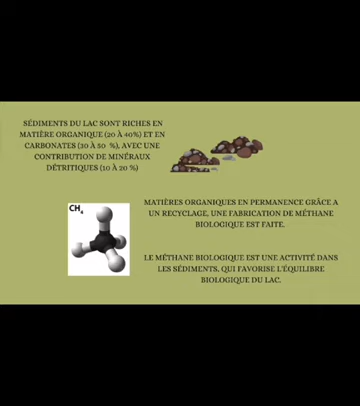 SÉDIMENTS DU LAC SONT RICHES EN
MATIÈRE ORGANIQUE (20 À 40%) ET EN
CARBONATES (30 À 50 %), AVEC UNE
CONTRIBUTION DE MINÉRAUX
DÉTRITIQUES (10 À 20 %)
MATIÈRES ORGANIQUES EN PERMANENCE GRÂCE A
UN RECYCLAGE, UNE FABRICATION DE MÉTHANE
BIOLOGIQUE EST FAITE.
CH4
LE MÉTHANE BIOLOGIQUE EST UNE ACTIVITÉ DANS
LES SÉDIMENTS, QUI FAVORISE L'ÉQUILIBRE
BIOLOGIQUE DU LAC.